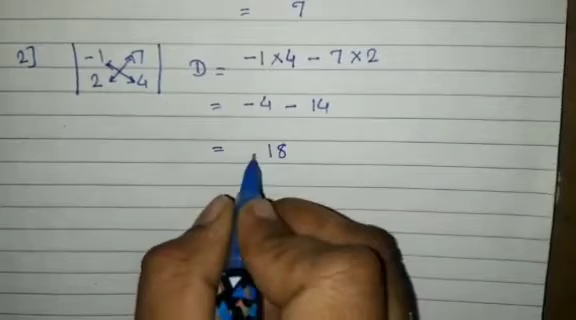 = 7
2] | -1 7 | D = -1×4 - 7×2
| 2 4 |
= -4 - 14
= 18